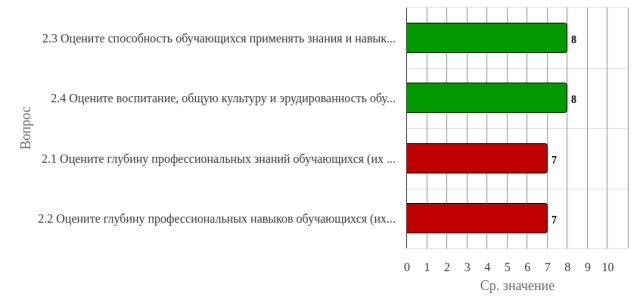 2.3 Оцените способность обучающихся применять знания и навык... 8
2.4 Оцените воспитание, общую культуру и эрудированность обу... 8
2.1 Оцените глубину профессиональных знаний обучающихся (их ... 7
2.2 Оцените глубину профессиональных навыков обучающихся (их... 7
Вопрос
0 1 2 3 4 5 6 7 8 9 10
Ср. значение